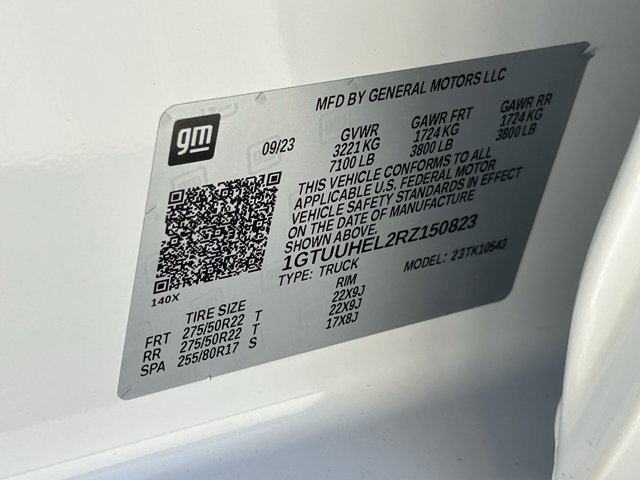 MFD BY GENERAL MOTORS LLC
gm
09/23 GVWR GAWR FRT GAWR RR
3221 KG 1724 KG 1724 KG
7100 LB 3800 LB 3800 LB
THIS VEHICLE CONFORMS TO ALL
APPLICABLE U.S. FEDERAL MOTOR
VEHICLE SAFETY STANDARDS IN EFFECT
ON THE DATE OF MANUFACTURE
SHOWN ABOVE.
1GTUUHEL2RZ150823
140X TYPE: TRUCK MODEL: 23TK10543
TIRE SIZE RIM
FRT 275/50R22 T 22X9J
RR 275/50R22 T 22X9J
SPA 255/80R17 S 17X8J